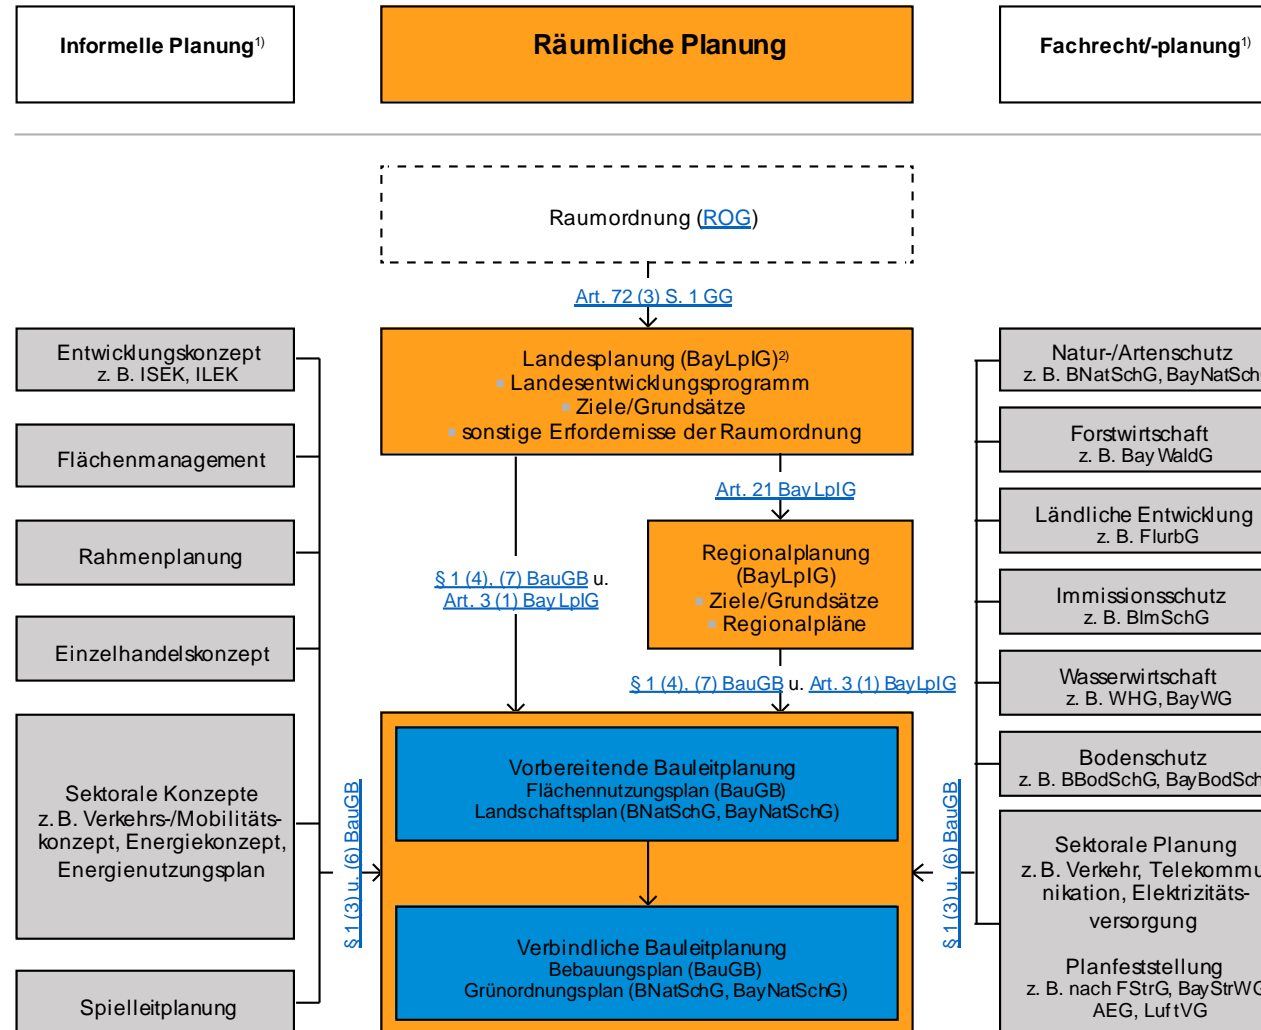 Informelle Planung1)
Räumliche Planung
Fachrecht/-planung1)
Raumordnung (ROG)
Art. 72 (3) S. 1 GG
Landesplanung (BayLplG)2)
Landesentwicklungsprogramm
Ziele/Grundsätze
sonstige Erfordernisse der Raumordnung
Art. 21 BayLplG
§ 1 (4), (7) BauGB u.
Art. 3 (1) BayLplG
Regionalplanung
(BayLplG)
Ziele/Grundsätze
Regionalpläne
§ 1 (4), (7) BauGB u. Art. 3 (1) BayLplG
Vorbereitende Bauleitplanung
Flächennutzungsplan (BauGB)
Landschaftsplan (BNatSchG, BayNatSchG)
Verbindliche Bauleitplanung
Bebauungsplan (BauGB)
Grünordnungsplan (BNatSchG, BayNatSchG)
Entwicklungskonzept
z. B. ISEK, ILEK
Flächenmanagement
Rahmenplanung
Einzelhandelskonzept
Sektorale Konzepte
z. B. Verkehrs-/Mobilitäts-
konzept, Energiekonzept,
Energienutzungsplan
Spielleitplanung
§ 1 (3) u. (6) BauGB
Natur-/Artenschutz
z. B. BNatSchG, BayNatSch
Forstwirtschaft
z. B. BayWaldG
Ländliche Entwicklung
z. B. FlurbG
Immissionsschutz
z. B. BImSchG
Wasserwirtschaft
z. B. WHG, BayWG
Bodenschutz
z. B. BBodSchG, BayBodSch
Sektorale Planung
z. B. Verkehr, Telekommu
nikation, Elektrizitäts-
versorgung
Planfeststellung
z. B. nach FStrG, BayStrWG
AEG, LuftVG
§ 1 (3) u. (6) BauGB